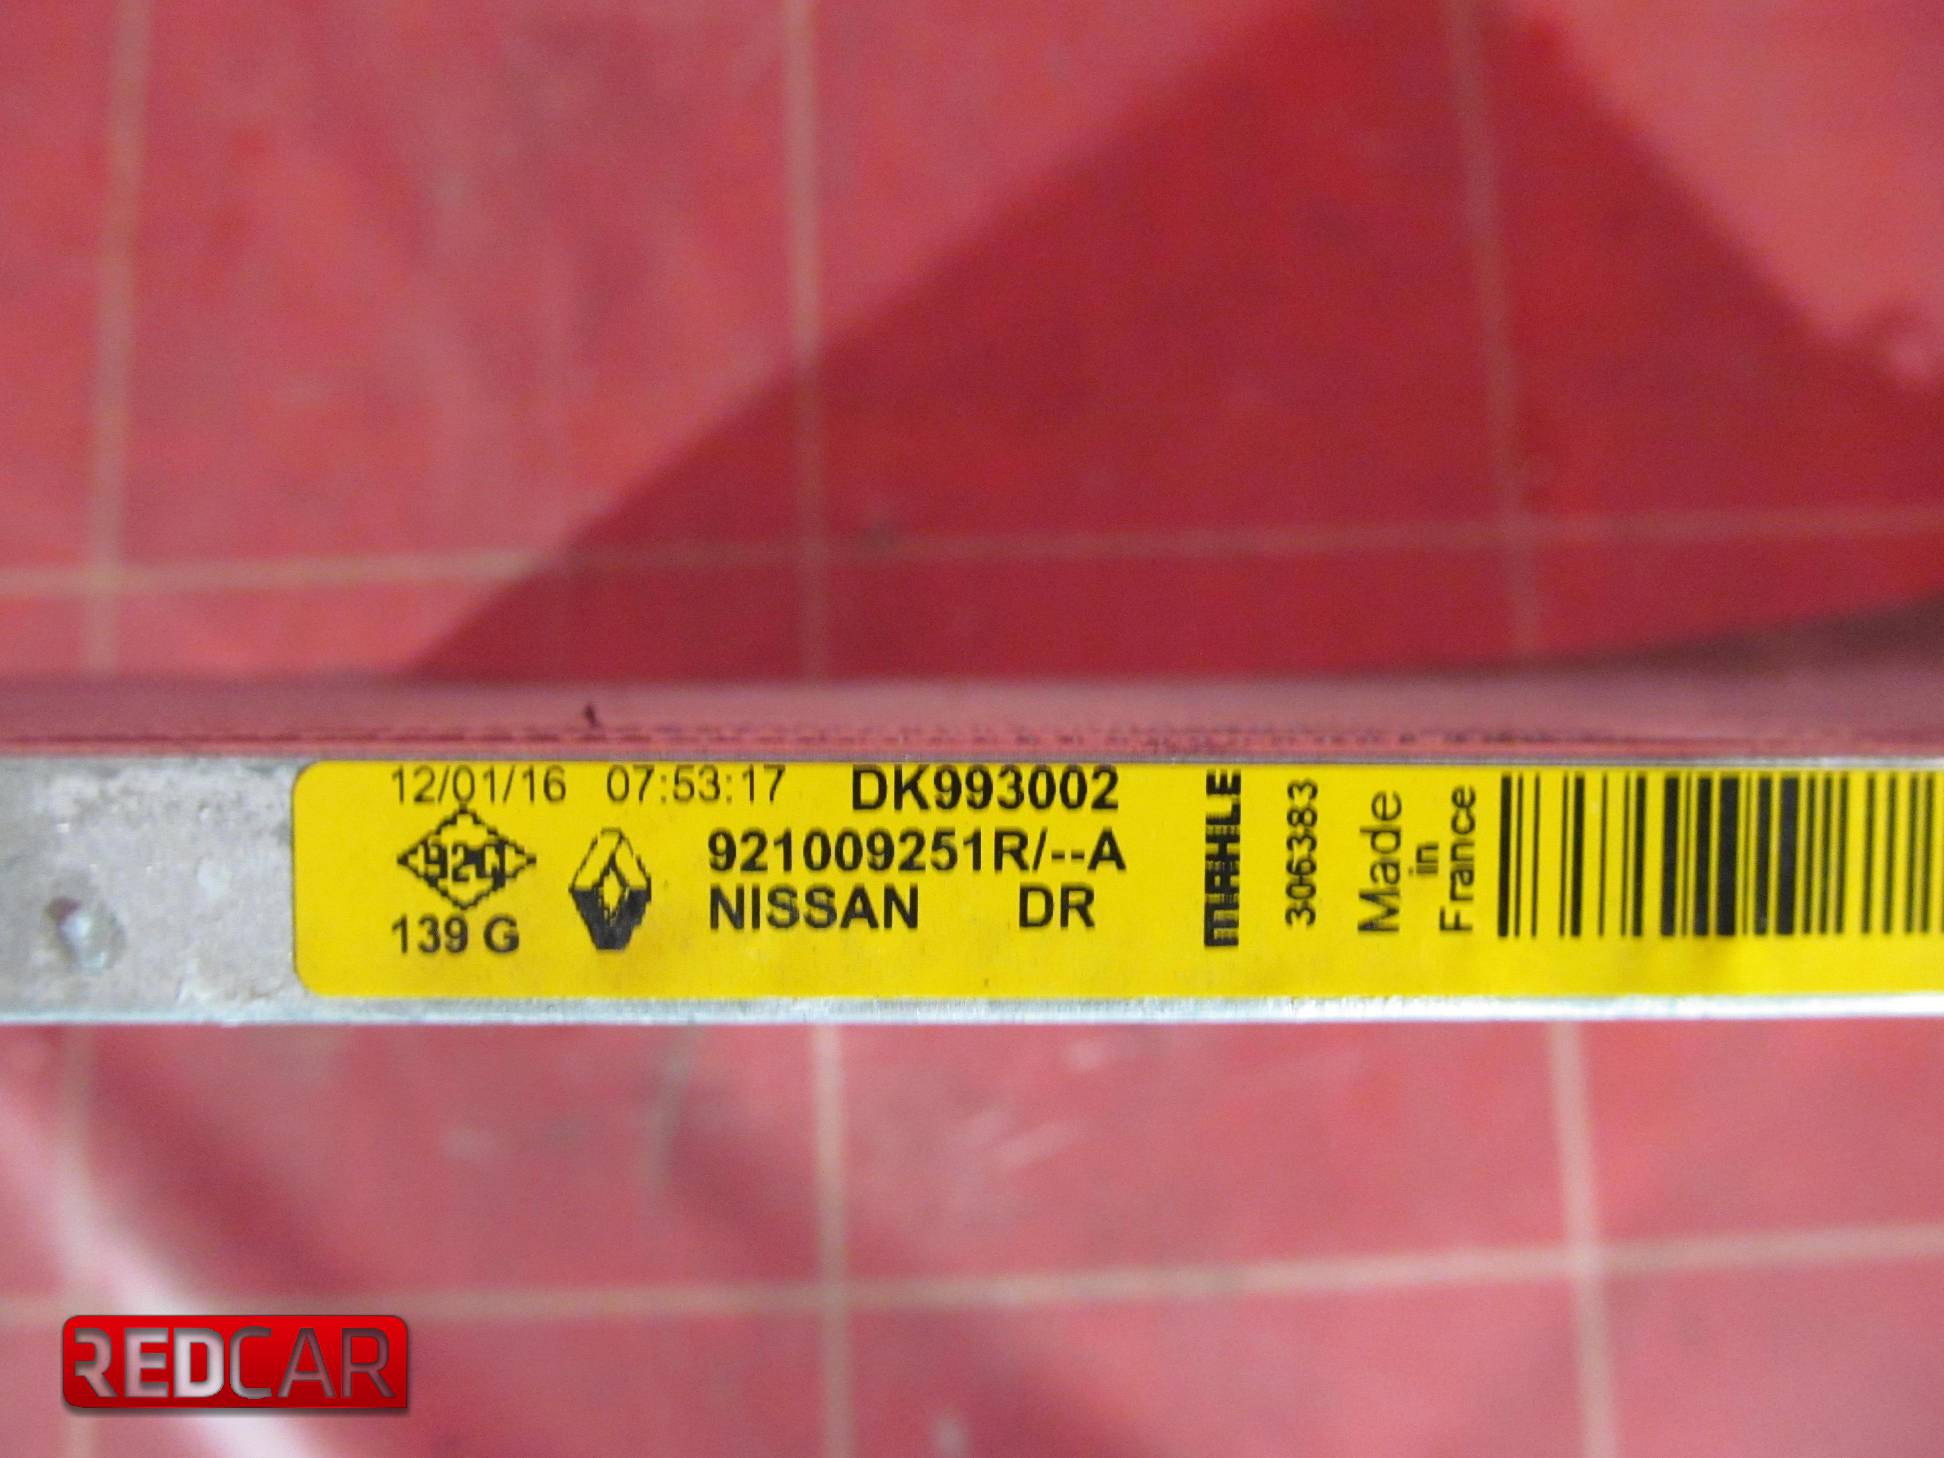 12/01/16 07:53:17 DK993002
921009251R/--A
NISSAN DR
139 G
MAHLE
306383
Made
in
France
REDCAR